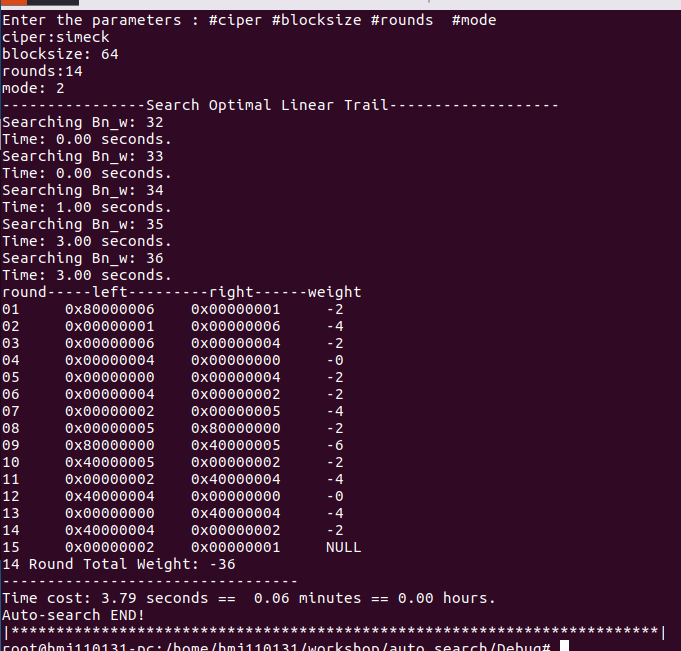 Enter the parameters : #ciper #blocksize #rounds  #mode
ciper:simeck
blocksize: 64
rounds:14
mode: 2
----------------Search Optimal Linear Trail-------------------
Searching Bn_w: 32
Time: 0.00 seconds.
Searching Bn_w: 33
Time: 0.00 seconds.
Searching Bn_w: 34
Time: 1.00 seconds.
Searching Bn_w: 35
Time: 3.00 seconds.
Searching Bn_w: 36
Time: 3.00 seconds.
round-----left---------right------weight
01     0x80000006    0x00000001     -2
02     0x00000001    0x00000006     -4
03     0x00000006    0x00000004     -2
04     0x00000004    0x00000000     -0
05     0x00000000    0x00000004     -2
06     0x00000004    0x00000002     -2
07     0x00000002    0x00000005     -4
08     0x00000005    0x80000000     -2
09     0x80000000    0x40000005     -6
10     0x40000005    0x00000002     -2
11     0x00000002    0x40000004     -4
12     0x40000004    0x00000000     -0
13     0x00000000    0x40000004     -4
14     0x40000004    0x00000002     -2
15     0x00000002    0x00000001     NULL
14 Round Total Weight: -36
---------------------------------
Time cost: 3.79 seconds ==  0.06 minutes == 0.00 hours.
Auto-search END!
|************************************************************************|
root@hmj110131-pc:/home/hmj110131/workshop/auto_search/Debug#